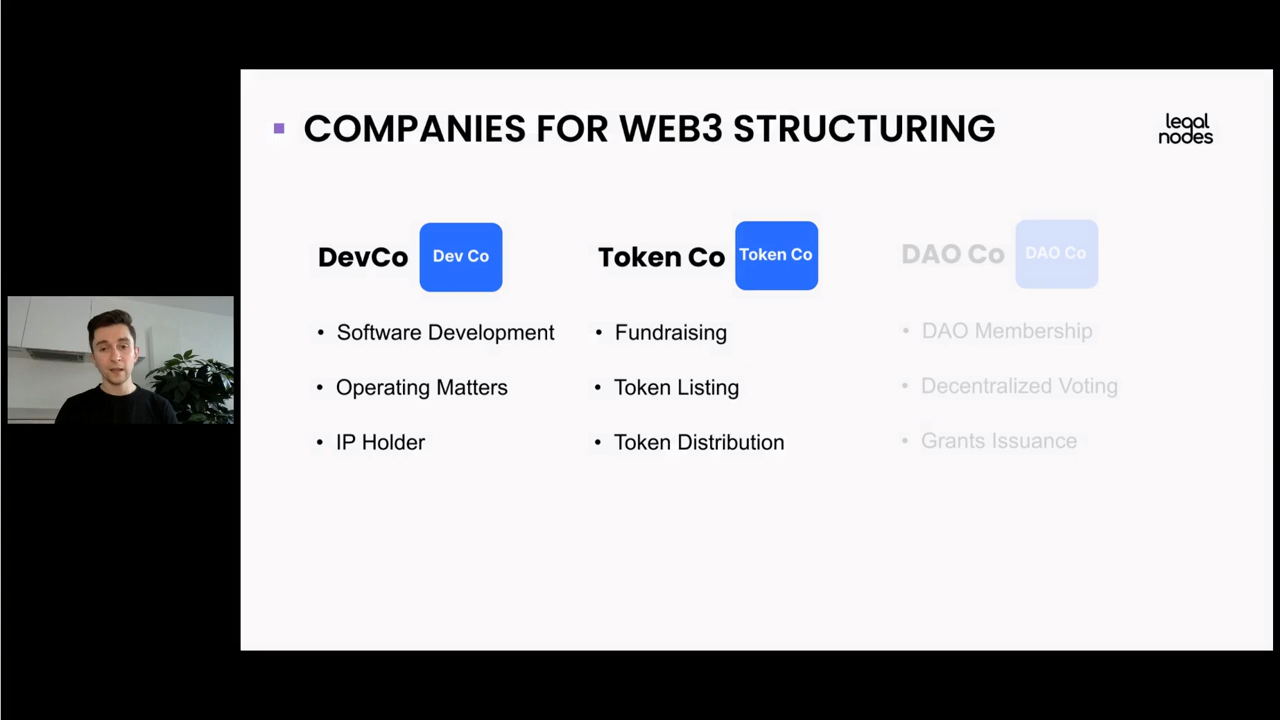 COMPANIES FOR WEB3 STRUCTURING
legal
nodes
DevCo
Dev Co
Software Development
Operating Matters
IP Holder
Token Co
Token Co
Fundraising
Token Listing
Token Distribution
DAO Co
DAO Co
DAO Membership
Decentralized Voting
Grants Issuance